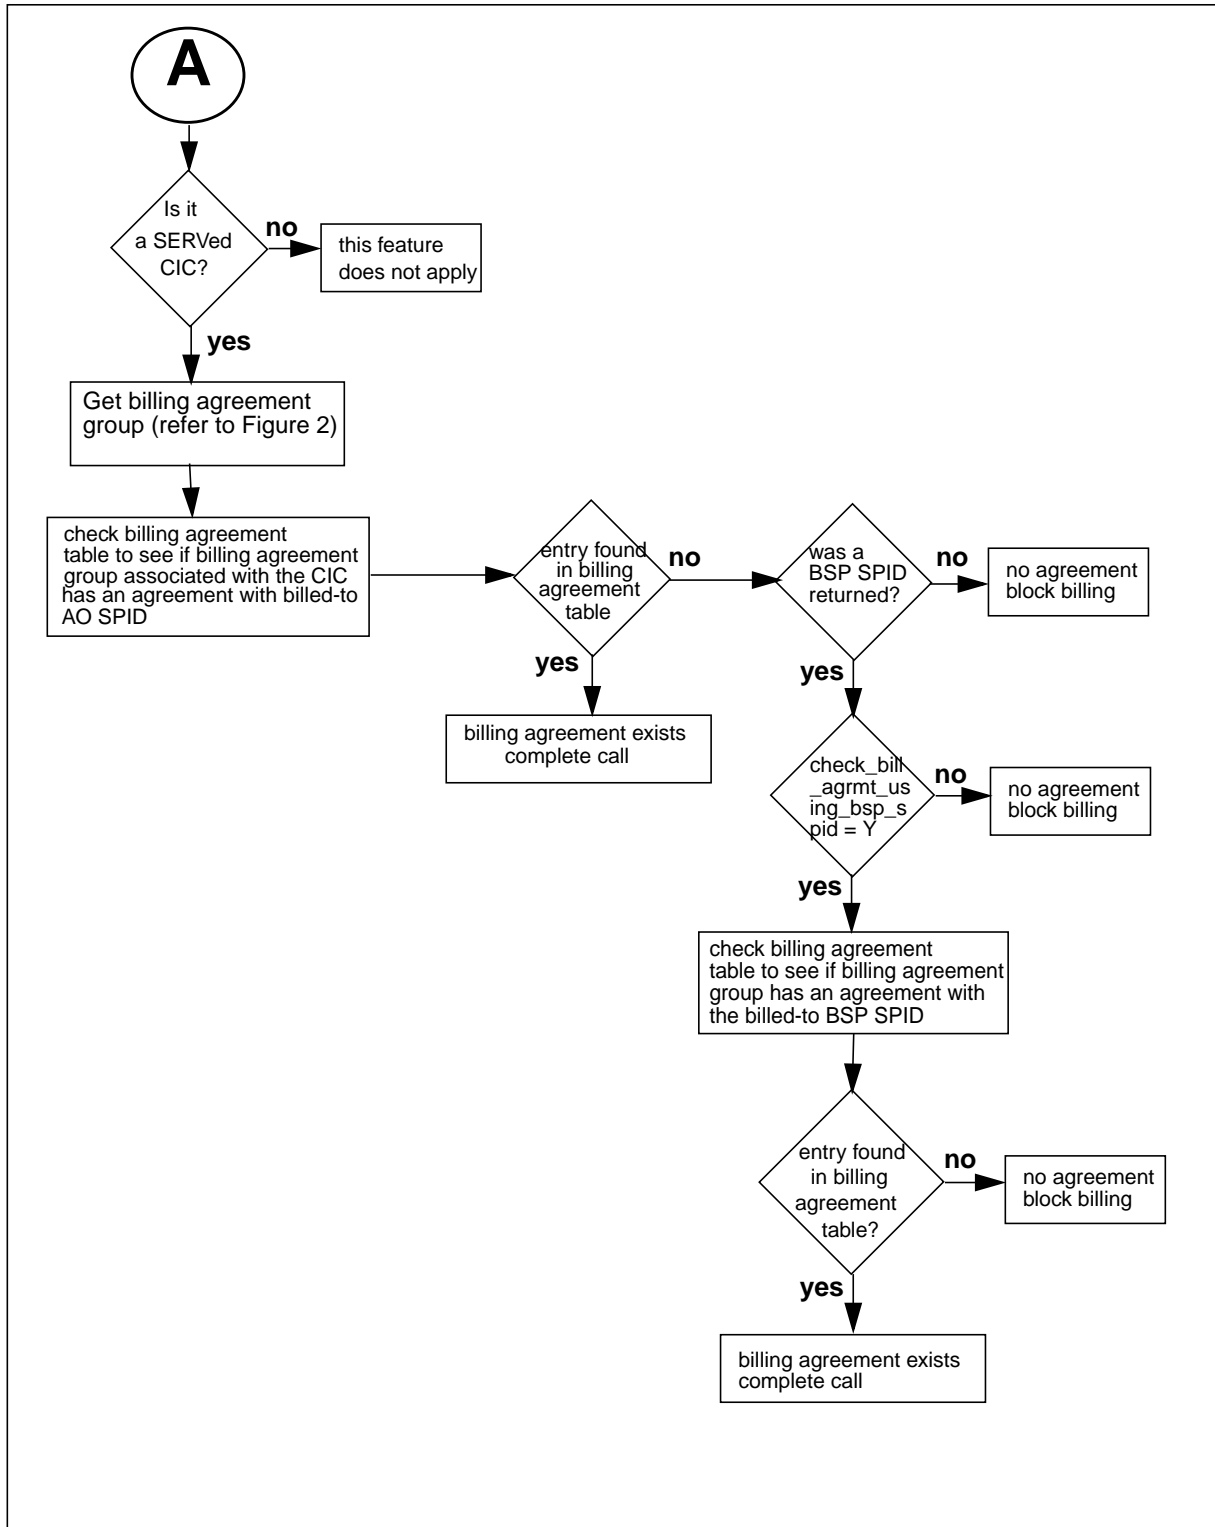 A
Is it
a SERVed
CIC?
no
this feature
does not apply
yes
Get billing agreement
group (refer to Figure 2)
check billing agreement
table to see if billing agreement
group associated with the CIC
has an agreement with billed-to
AO SPID
entry found
in billing
agreement
table
no
yes
billing agreement exists
complete call
was a
BSP SPID
returned?
no
no agreement
block billing
yes
check_bill
_agrmt_us
ing_bsp_s
pid = Y
no
no agreement
block billing
yes
check billing agreement
table to see if billing agreement
group has an agreement with
the billed-to BSP SPID
entry found
in billing
agreement
table?
no
no agreement
block billing
yes
billing agreement exists
complete call